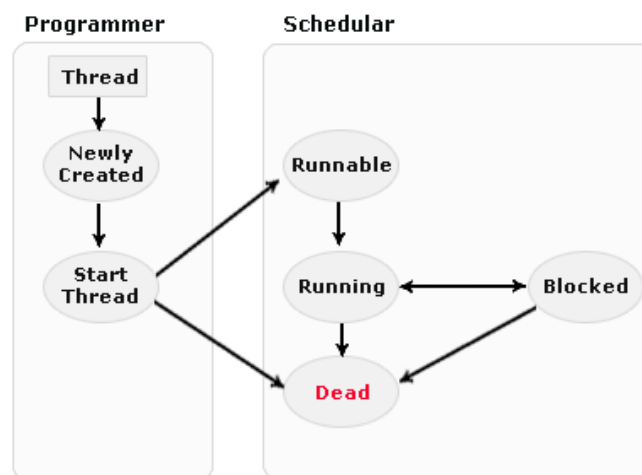 Programmer
Schedular
Thread
Newly
Created
Start
Thread
Runnable
Running
Blocked
Dead